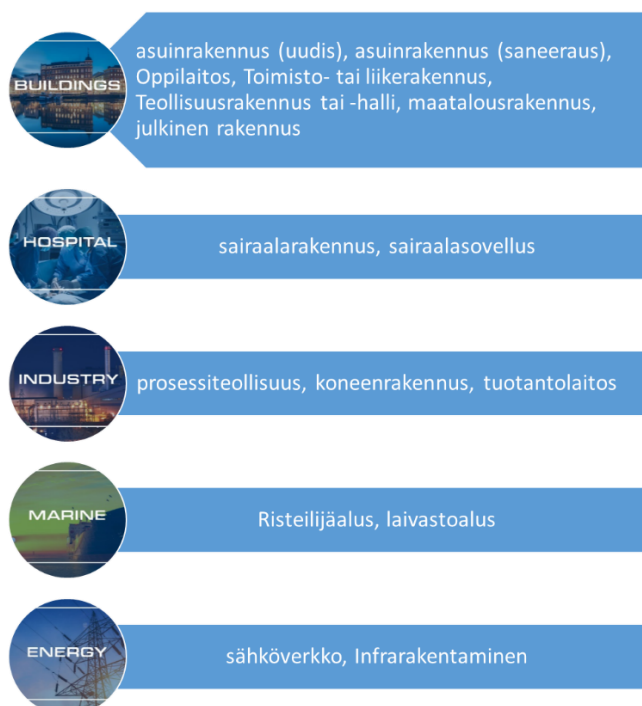 BUILDINGS
asuinrakennus (uudis), asuinrakennus (saneeraus),
Oppilaitos, Toimisto- tai liikerakennus,
Teollisuusrakennus tai -halli, maatalousrakennus,
julkinen rakennus
HOSPITAL
sairaalarakennus, sairaalasovellus
INDUSTRY
prosessiteollisuus, koneenrakennus, tuotantolaitos
MARINE
Risteilijäalus, laivastoalus
ENERGY
sähköverkko, Infrarakentaminen